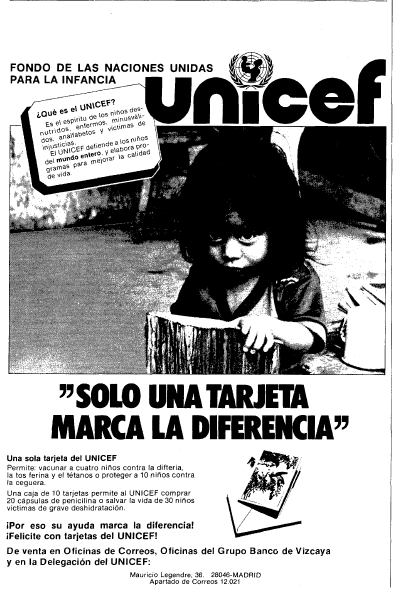 FONDO DE LAS NACIONES UNIDAS
PARA LA INFANCIA
unicef
¿Qué es el UNICEF?
Es el espíritu de los niños des-
nutridos, enfermos, minusváli-
dos, analfabetos y víctimas de
injusticias.
El UNICEF defiende a los niños
del mundo entero, y elabora pro-
gramas para mejorar la calidad
de vida.
"SOLO UNA TARJETA
MARCA LA DIFERENCIA"
Una sola tarjeta del UNICEF
Permite: vacunar a cuatro niños contra la difteria,
la tos ferina y el tétanos o proteger a 10 niños contra
la ceguera.
Una caja de 10 tarjetas permite al UNICEF comprar
20 cápsulas de penicilina o salvar la vida de 30 niños
víctimas de grave deshidratación.
¡Por eso su ayuda marca la diferencia!
¡Felicite con tarjetas del UNICEF!
De venta en Oficinas de Correos, Oficinas del Grupo Banco de Vizcaya
y en la Delegación del UNICEF:
Mauricio Legendre, 36. 28046-MADRID
Apartado de Correos 12.021